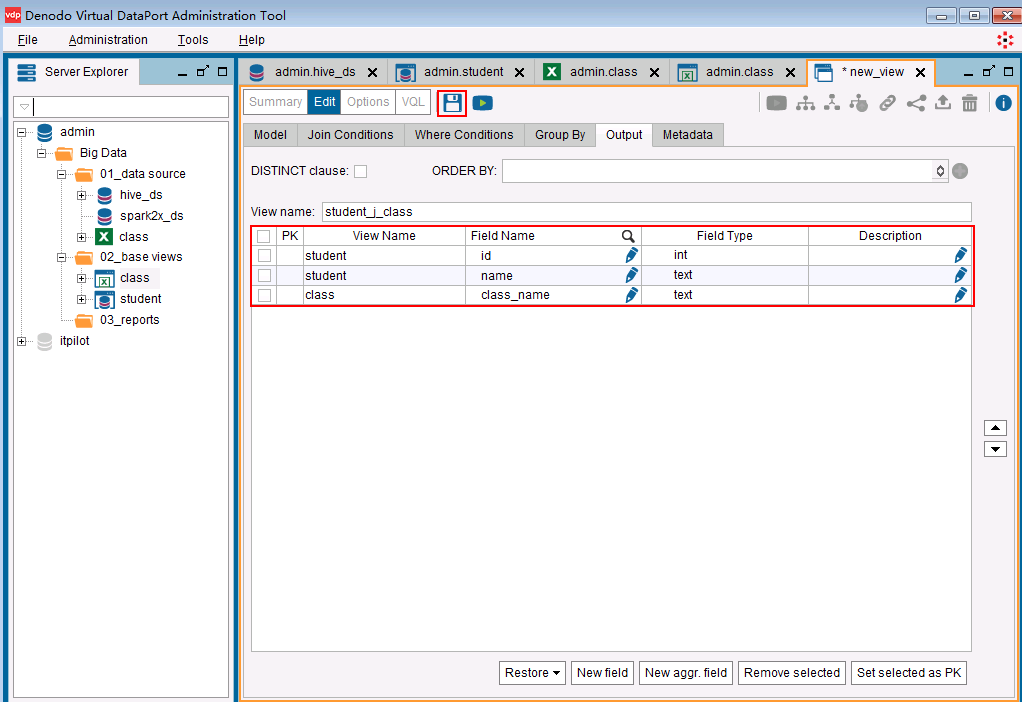 vdp Denodo Virtual DataPort Administration Tool
File Administration Tools Help
Server Explorer
admin
Big Data
01_data source
hive_ds
spark2x_ds
class
02_base views
class
student
03_reports
itpilot
admin.hive_ds admin.student admin.class admin.class * new_view
Summary Edit Options VQL
Model Join Conditions Where Conditions Group By Output Metadata
DISTINCT clause: ORDER BY:
View name: student_j_class
PK View Name Field Name Field Type Description
student id int
student name text
class class_name text
Restore New field New aggr. field Remove selected Set selected as PK